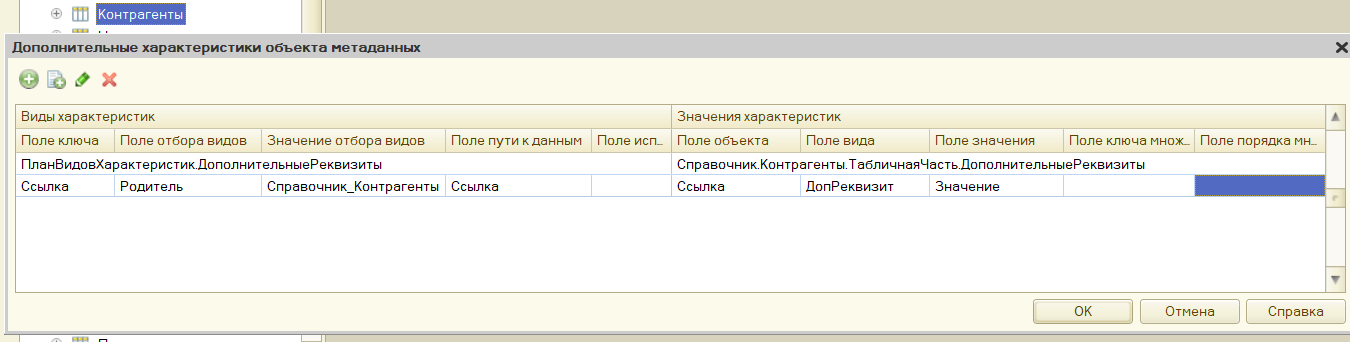 Контрагенты
Дополнительные характеристики объекта метаданных
Виды характеристик Значения характеристик
Поле ключа Поле отбора видов Значение отбора видов Поле пути к данным Поле исп... Поле объекта Поле вида Поле значения Поле ключа множ... Поле порядка мн...
ПланВидовХарактеристик.ДополнительныеРеквизиты Справочник.Контрагенты.ТабличнаяЧасть.ДополнительныеРеквизиты
Ссылка Родитель Справочник_Контрагенты Ссылка Ссылка ДопРеквизит Значение
OK Отмена Справка